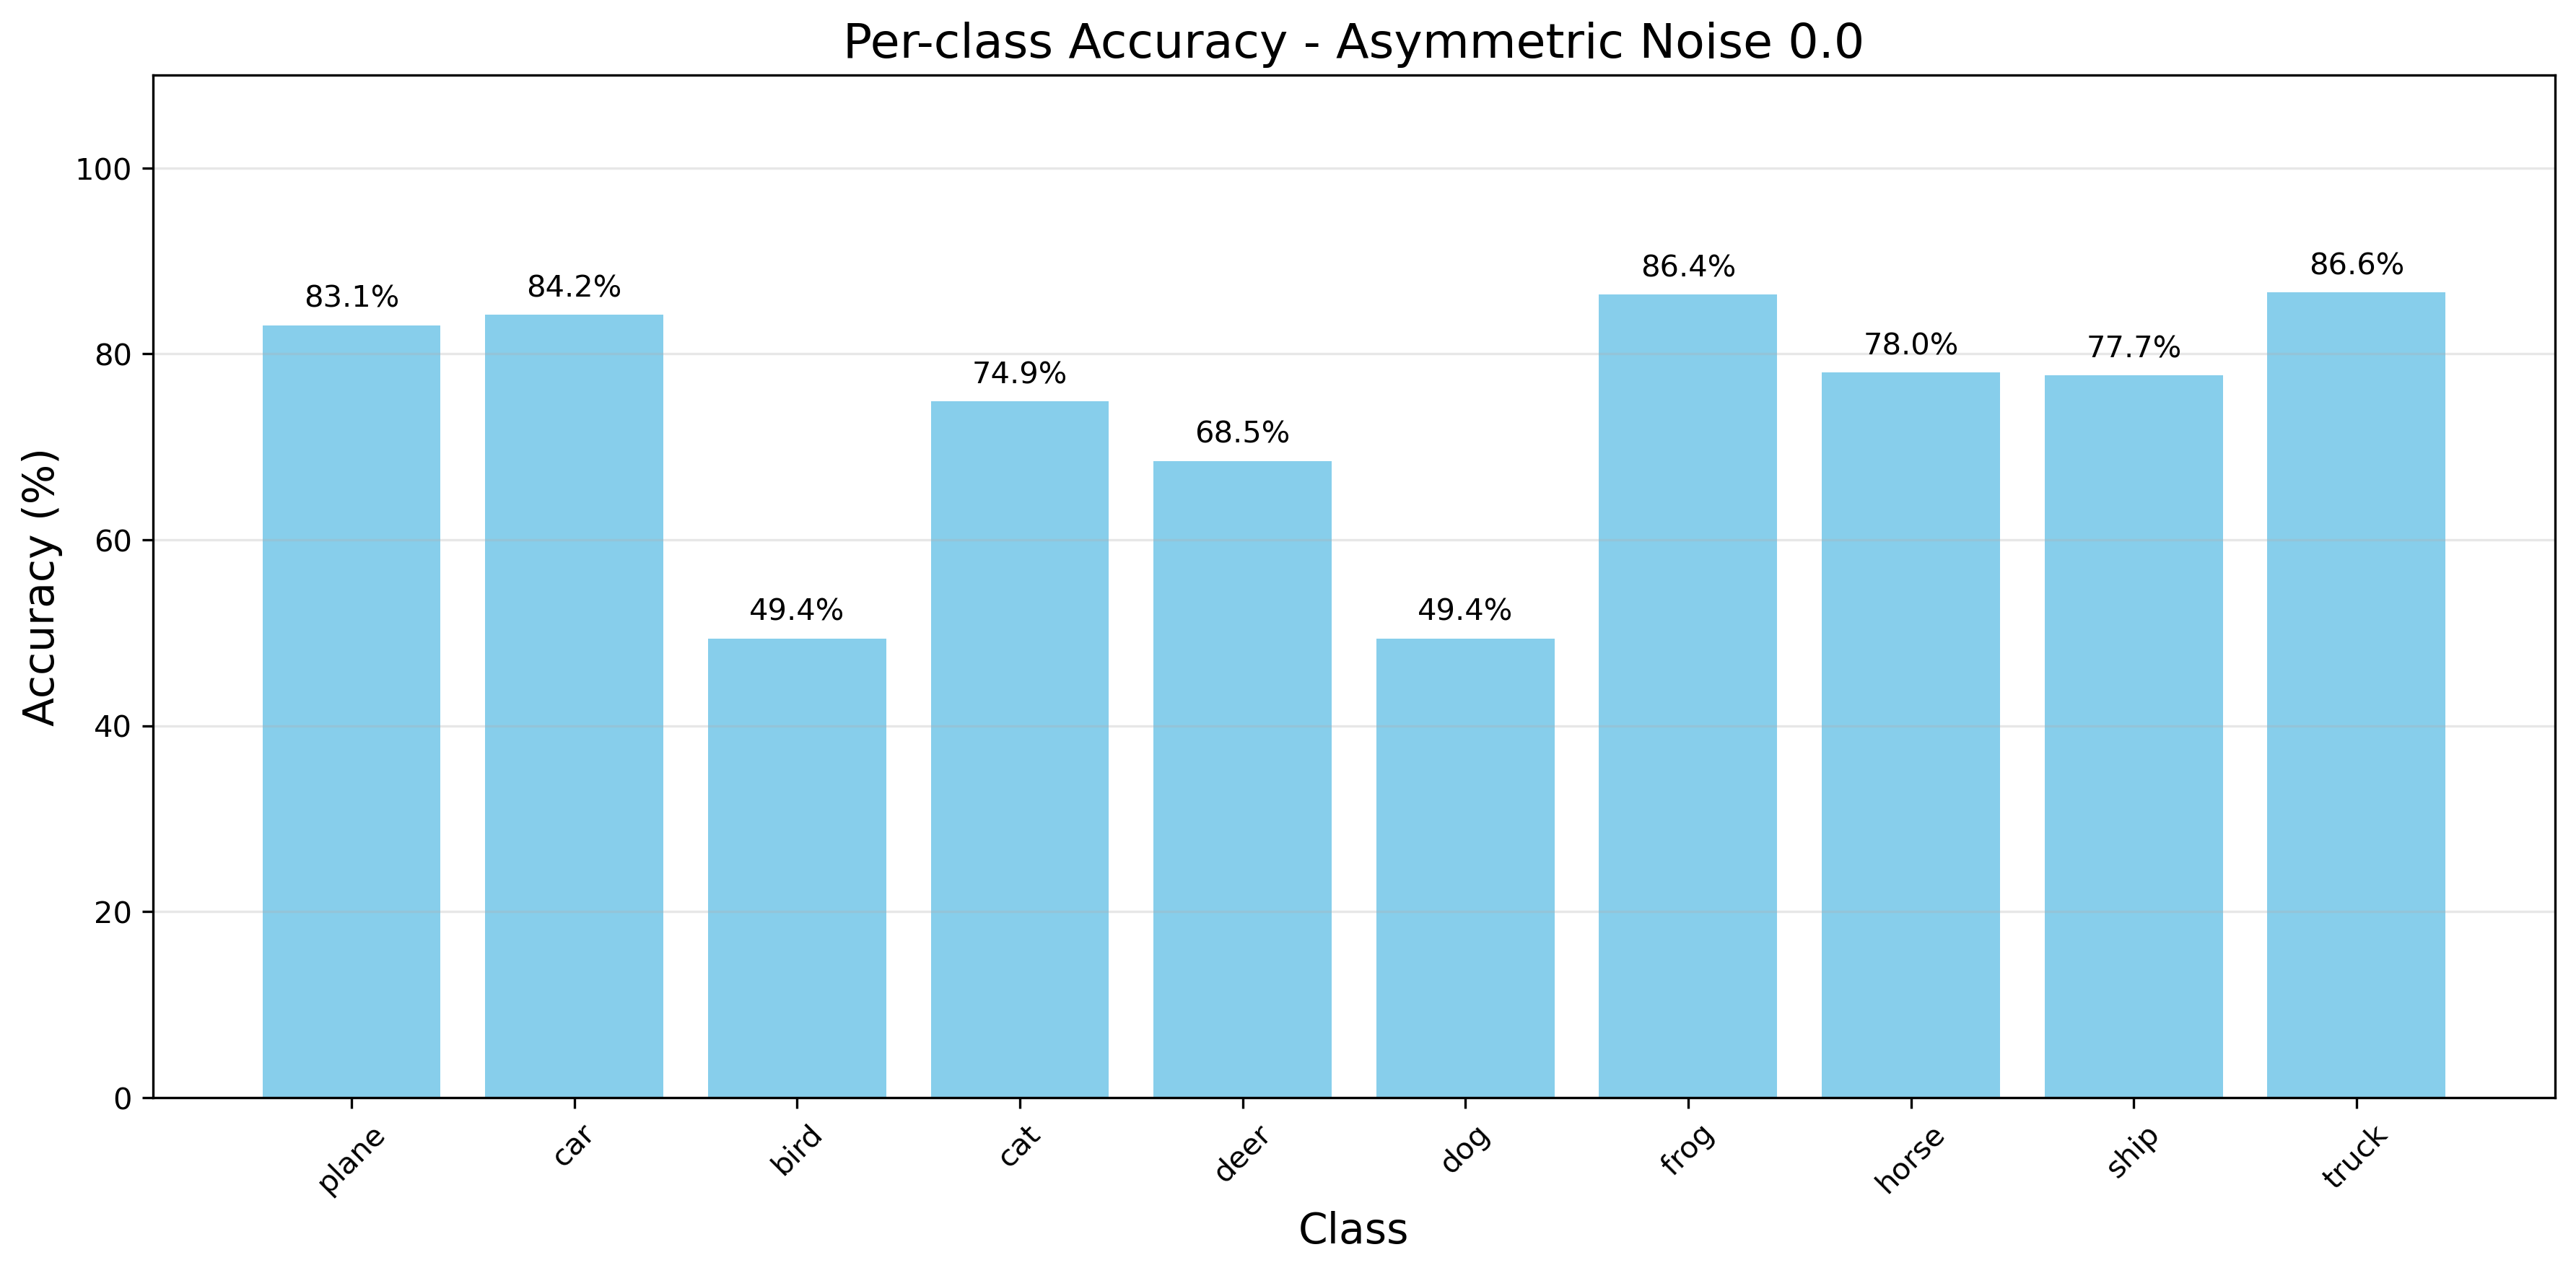 Per-class Accuracy - Asymmetric Noise 0.0
Accuracy (%)
100
80
60
40
20
0
83.1%
84.2%
49.4%
74.9%
68.5%
49.4%
86.4%
78.0%
77.7%
86.6%
plane
car
bird
cat
deer
dog
frog
horse
ship
truck
Class